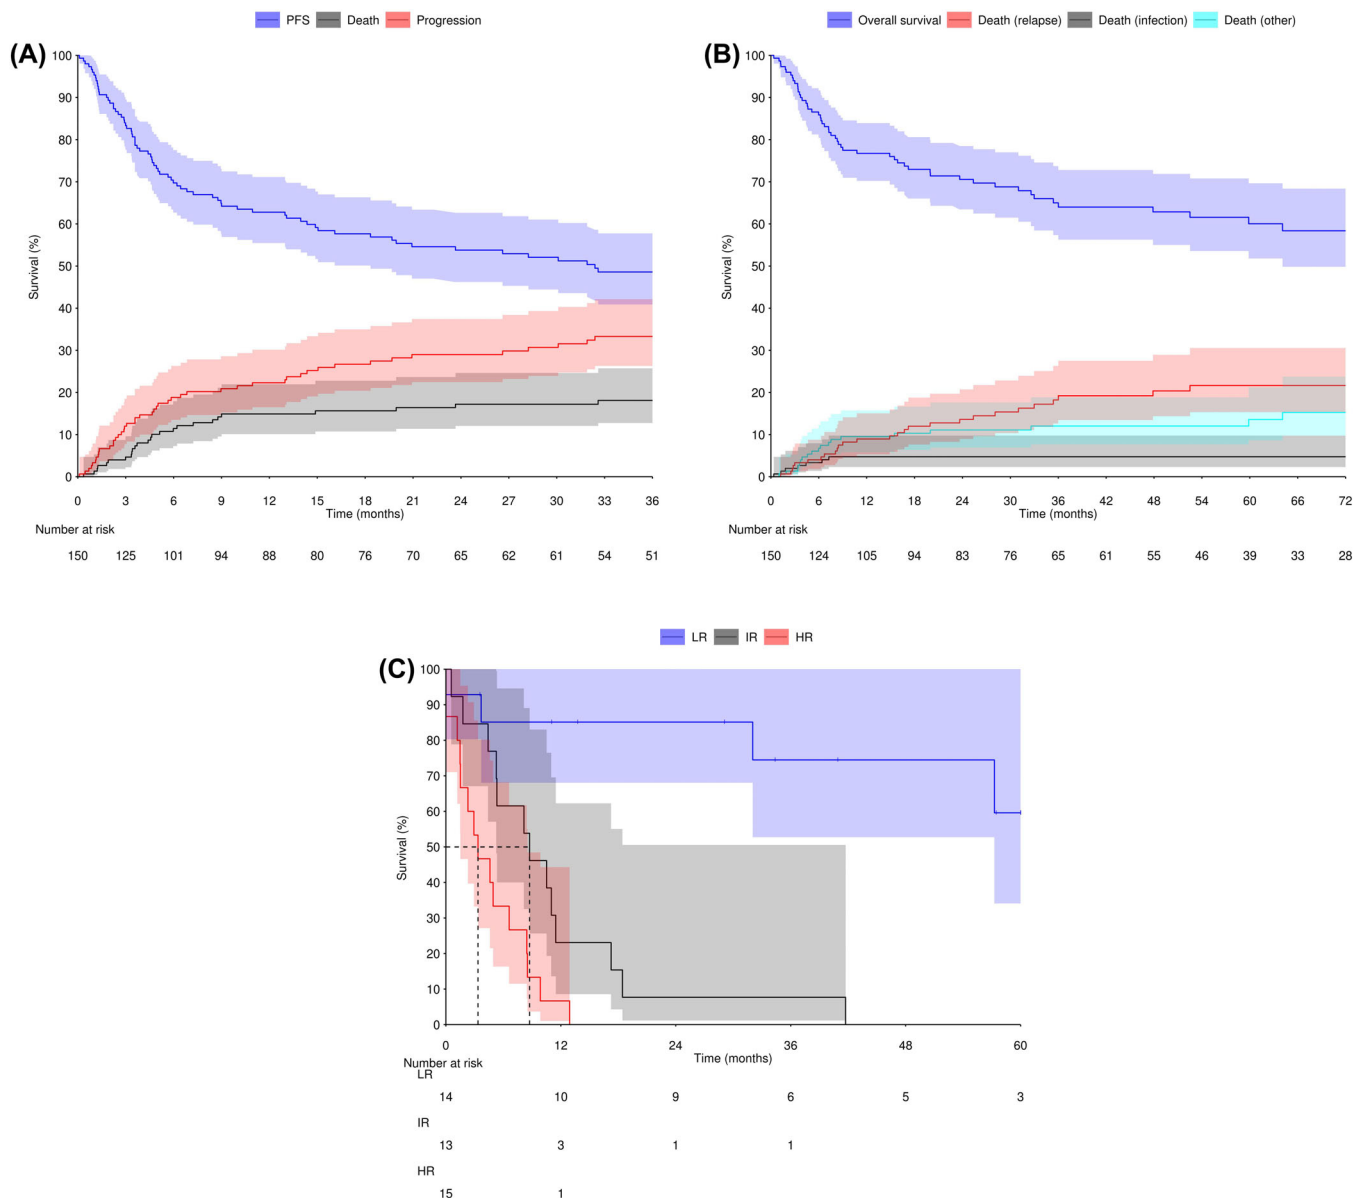 PFS Death Progression
(A)
100
90
80
70
60
50
40
30
20
10
0
Survival (%)
0 3 6 9 12 15 18 21 24 27 30 33 36
Time (months)
Number at risk
150 125 101 94 88 80 76 70 65 62 61 54 51
Overall survival Death (relapse) Death (infection) Death (other)
(B)
100
90
80
70
60
50
40
30
20
10
0
Survival (%)
0 6 12 18 24 30 36 42 48 54 60 66 72
Time (months)
Number at risk
150 124 105 94 83 76 65 61 55 46 39 33 28
LR IR HR
(C)
100
90
80
70
60
50
40
30
20
10
0
Survival (%)
0 12 24 36 48 60
Time (months)
Number at risk
LR
14 10 9 6 5 3
IR
13 3 1 1
HR
15 1